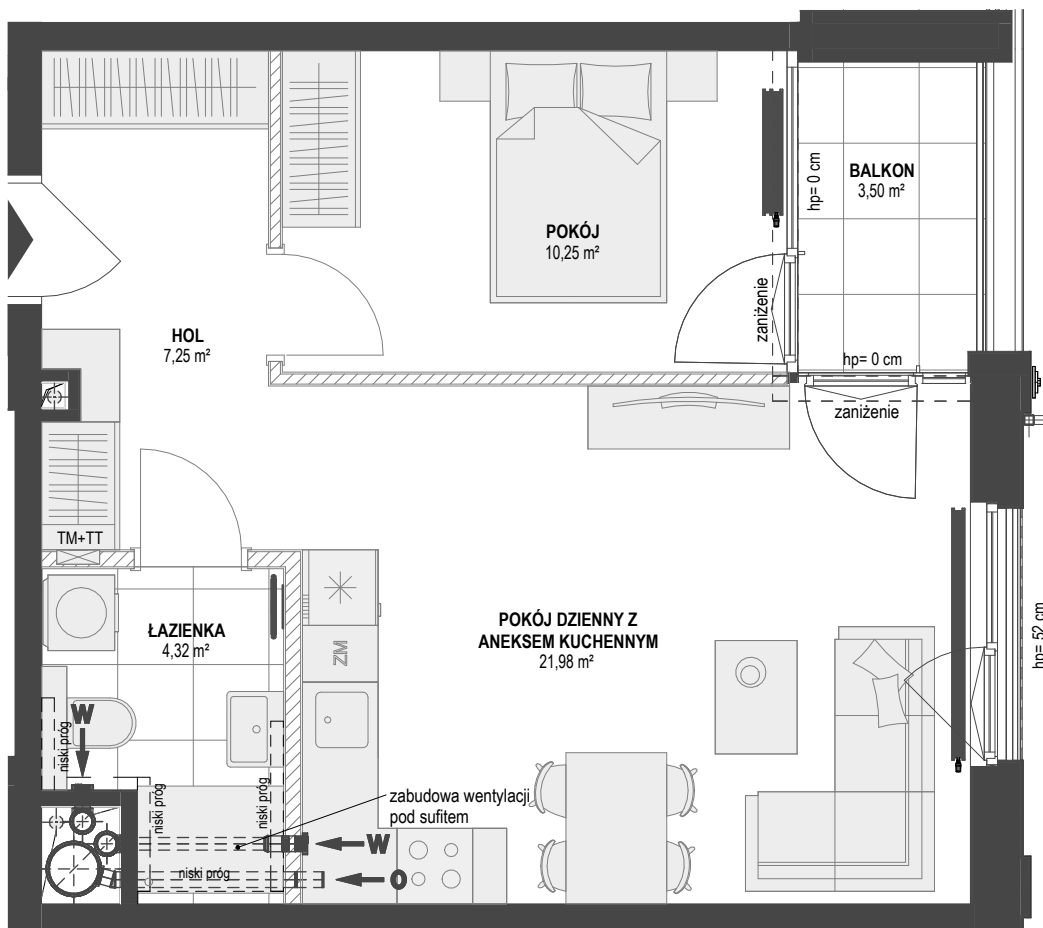 BALKON
3,50 m²
hp= 0 cm
POKÓJ
10,25 m²
zaniżenie
HOL
7,25 m²
hp= 0 cm
zaniżenie
TM+TT
ŁAZIENKA
4,32 m²
ZM
POKÓJ DZIENNY Z
ANEKSEM KUCHENNYM
21,98 m²
hp= 52 cm
W
niski próg
niski próg
niski próg
zabudowa wentylacji
pod sufitem
W
niski próg
O